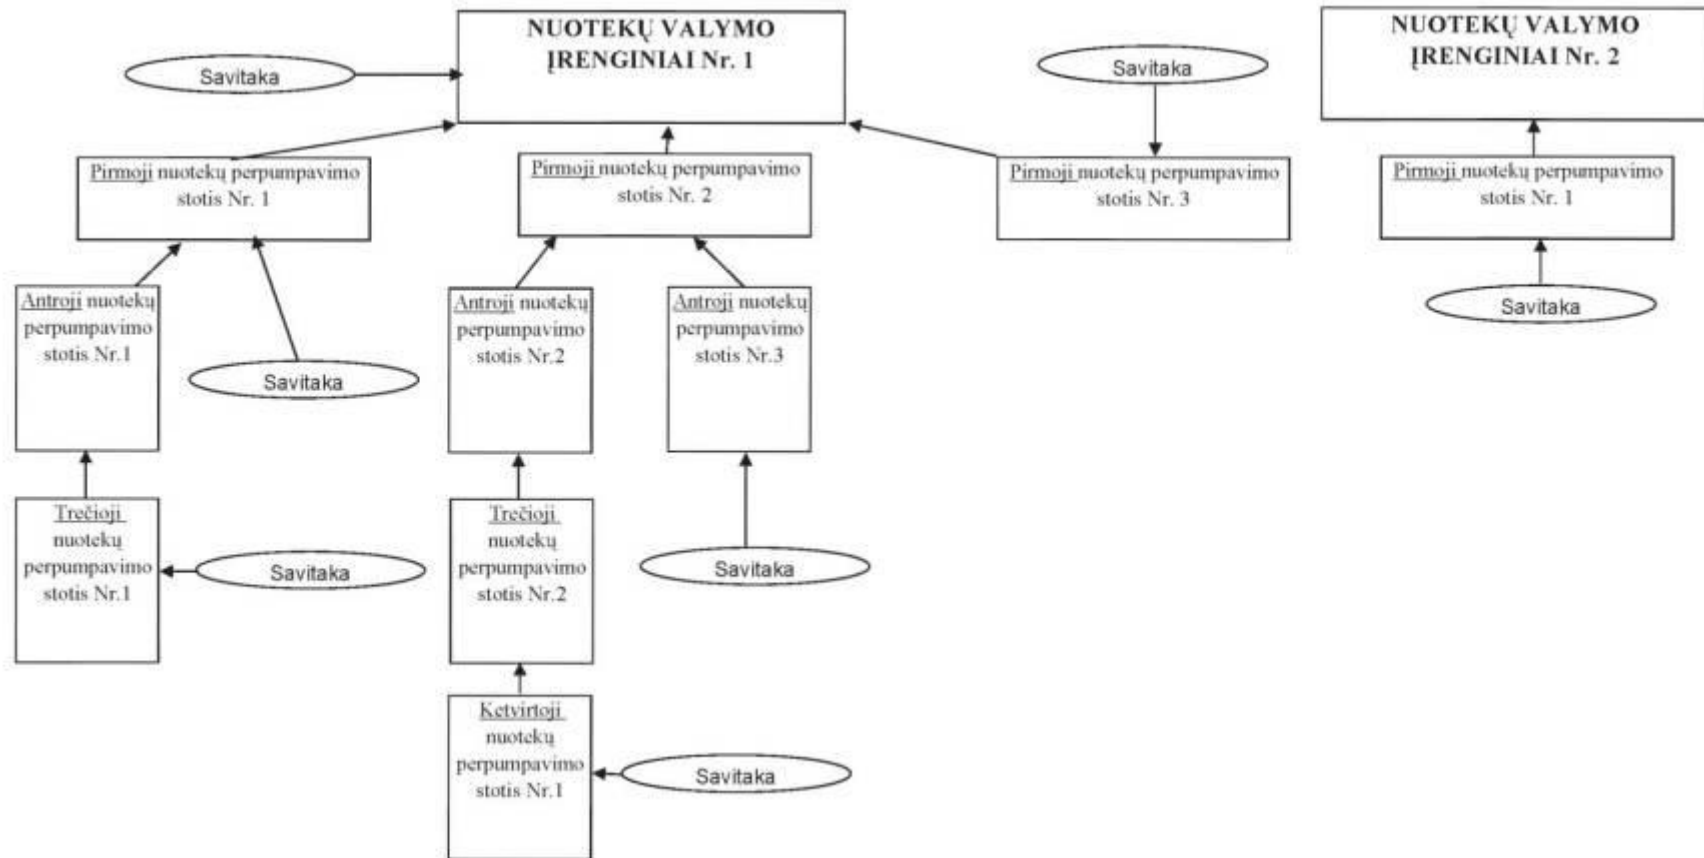 NUOTEKŲ VALYMO
ĮRENGINIAI Nr. 1
NUOTEKŲ VALYMO
ĮRENGINIAI Nr. 2
Savitaka
Savitaka
Pirmoji nuotekų perpumpavimo
stotis Nr. 1
Pirmoji nuotekų perpumpavimo
stotis Nr. 2
Pirmoji nuotekų perpumpavimo
stotis Nr. 3
Pirmoji nuotekų perpumpavimo
stotis Nr. 1
Antroji nuotekų
perpumpavimo
stotis Nr.1
Savitaka
Antroji nuotekų
perpumpavimo
stotis Nr.2
Antroji nuotekų
perpumpavimo
stotis Nr.3
Savitaka
Trečioji
nuotekų
perpumpavimo
stotis Nr.1
Savitaka
Trečioji
nuotekų
perpumpavimo
stotis Nr.2
Savitaka
Ketvirtoji
nuotekų
perpumpavimo
stotis Nr.1
Savitaka